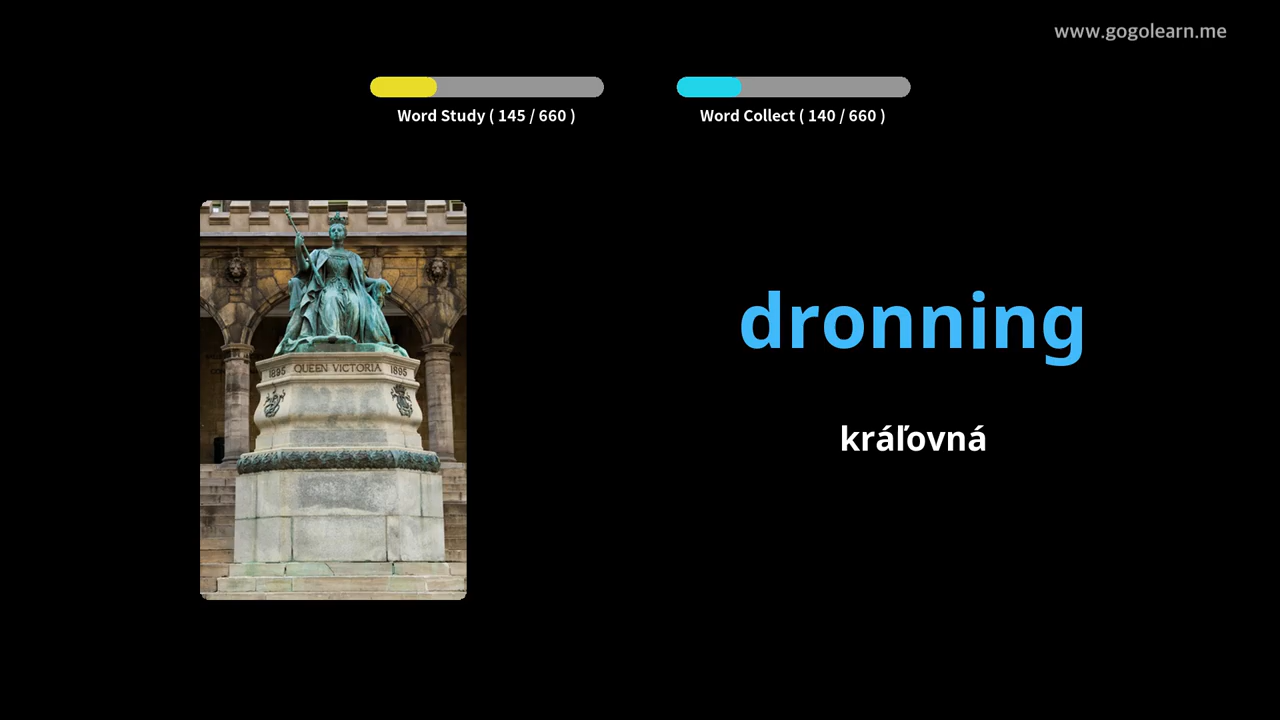 www.gogolearn.me
Word Study ( 145 / 660 )
Word Collect ( 140 / 660 )
1895 QUEEN VICTORIA 1895
dronning
kráľovná